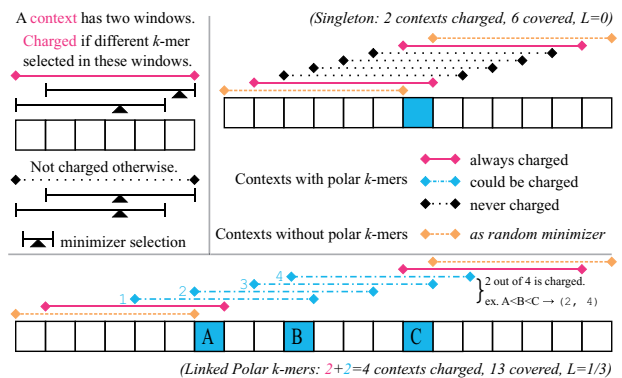 A context has two windows.
Charged if different k-mer
selected in these windows.
Not charged otherwise.
minimizer selection
(Singleton: 2 contexts charged, 6 covered, L=0)
Contexts with polar k-mers
always charged
could be charged
never charged
Contexts without polar k-mers
as random minimizer
4
3
2
1
2 out of 4 is charged.
ex. A<B<C → (2, 4)
A B C
(Linked Polar k-mers: 2+2=4 contexts charged, 13 covered, L=1/3)